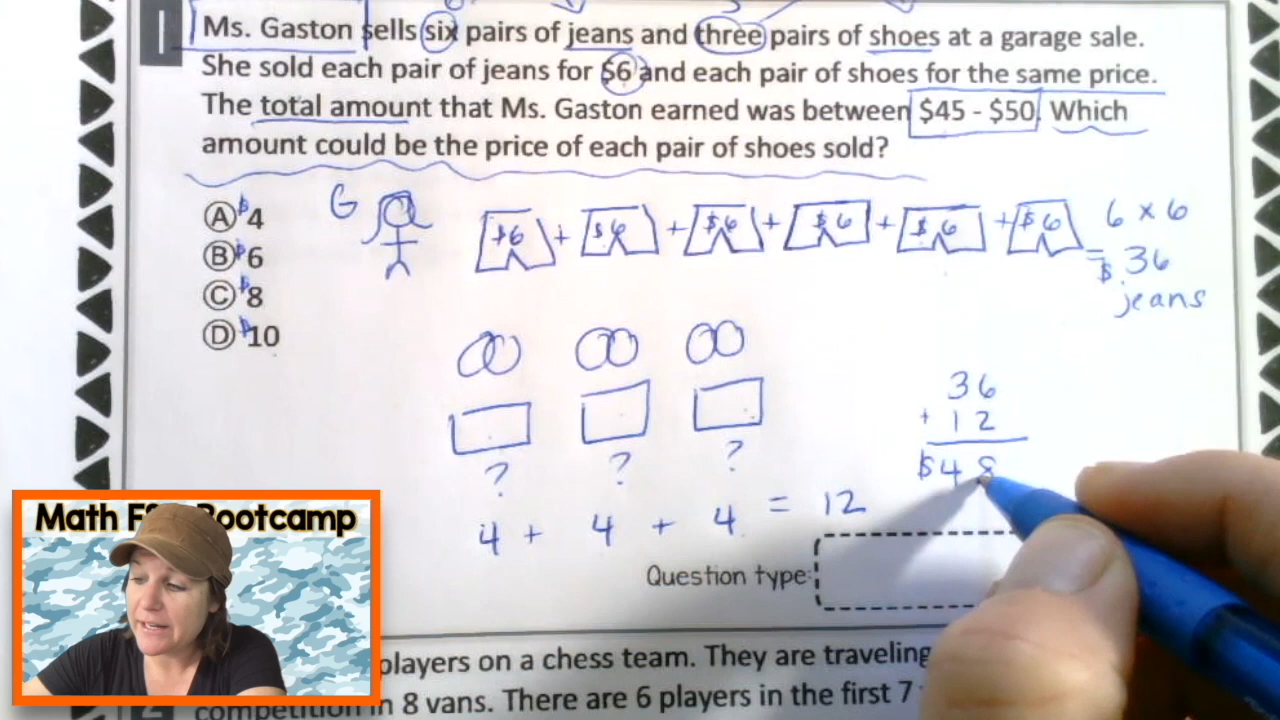 1
Ms. Gaston sells six pairs of jeans and three pairs of shoes at a garage sale.
She sold each pair of jeans for $6 and each pair of shoes for the same price.
The total amount that Ms. Gaston earned was between $45 - $50. Which
amount could be the price of each pair of shoes sold?
A $4
B $6
C $8
D $10
G
$6 + $6 + $6 + $6 + $6 + $6
6 x 6
= $36
jeans
? ? ?
4 + 4 + 4 = 12
36
+ 12
$48
Question type:
Math Bootcamp
players on a chess team. They are traveling
competition in 8 vans. There are 6 players in the first 7